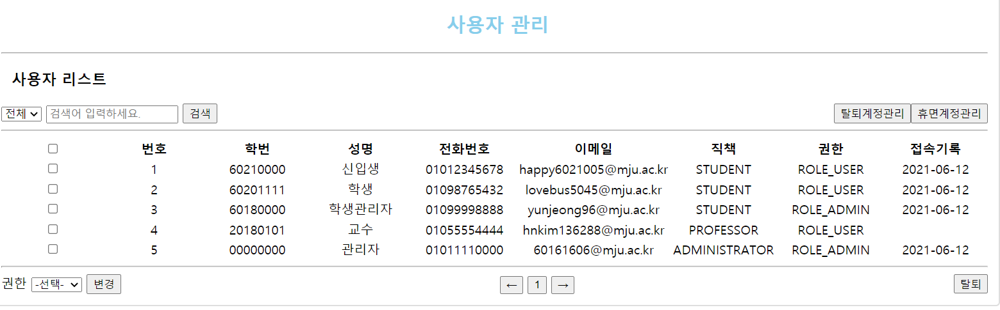 사용자 관리
사용자 리스트
전체 검색어 입력하세요. 검색 탈퇴계정관리 휴면계정관리
번호 학번 성명 전화번호 이메일 직책 권한 접속기록
1 60210000 신입생 01012345678 happy6021005@mju.ac.kr STUDENT ROLE_USER 2021-06-12
2 60201111 학생 01098765432 lovebus5045@mju.ac.kr STUDENT ROLE_USER 2021-06-12
3 60180000 학생관리자 01099998888 yunjeong96@mju.ac.kr STUDENT ROLE_ADMIN 2021-06-12
4 20180101 교수 01055554444 hnkim136288@mju.ac.kr PROFESSOR ROLE_USER
5 00000000 관리자 01011110000 60161606@mju.ac.kr ADMINISTRATOR ROLE_ADMIN 2021-06-12
권한 -선택- 변경 ← 1 → 탈퇴